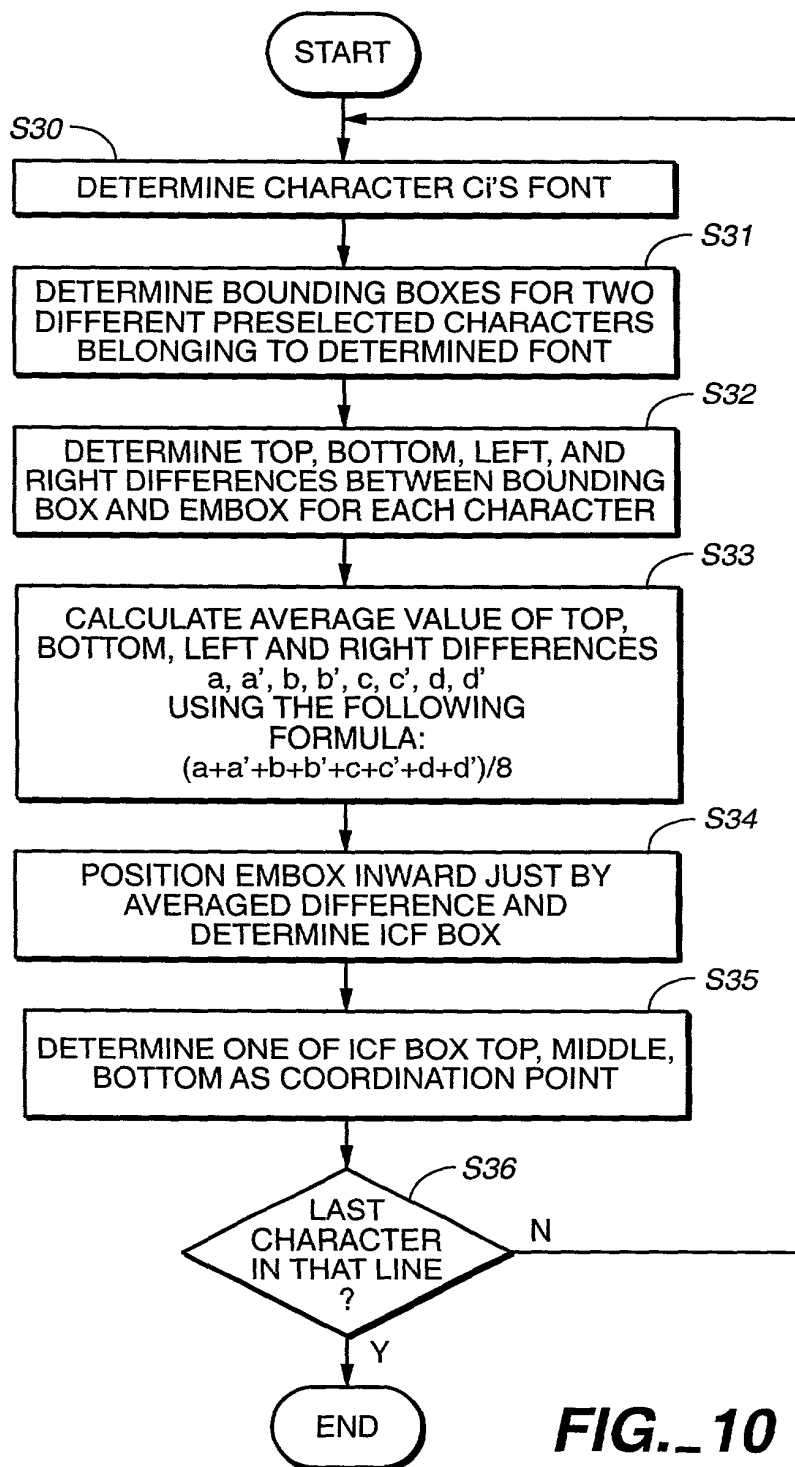 START
S30
DETERMINE CHARACTER Ci'S FONT
S31
DETERMINE BOUNDING BOXES FOR TWO
DIFFERENT PRESELECTED CHARACTERS
BELONGING TO DETERMINED FONT
S32
DETERMINE TOP, BOTTOM, LEFT, AND
RIGHT DIFFERENCES BETWEEN BOUNDING
BOX AND EMBOX FOR EACH CHARACTER
S33
CALCULATE AVERAGE VALUE OF TOP,
BOTTOM, LEFT AND RIGHT DIFFERENCES
a, a', b, b', c, c', d, d'
USING THE FOLLOWING
FORMULA:
(a+a'+b+b'+c+c'+d+d')/8
S34
POSITION EMBOX INWARD JUST BY
AVERAGED DIFFERENCE AND
DETERMINE ICF BOX
S35
DETERMINE ONE OF ICF BOX TOP, MIDDLE,
BOTTOM AS COORDINATION POINT
S36
LAST
CHARACTER
IN THAT LINE
?
N
Y
END
FIG._10